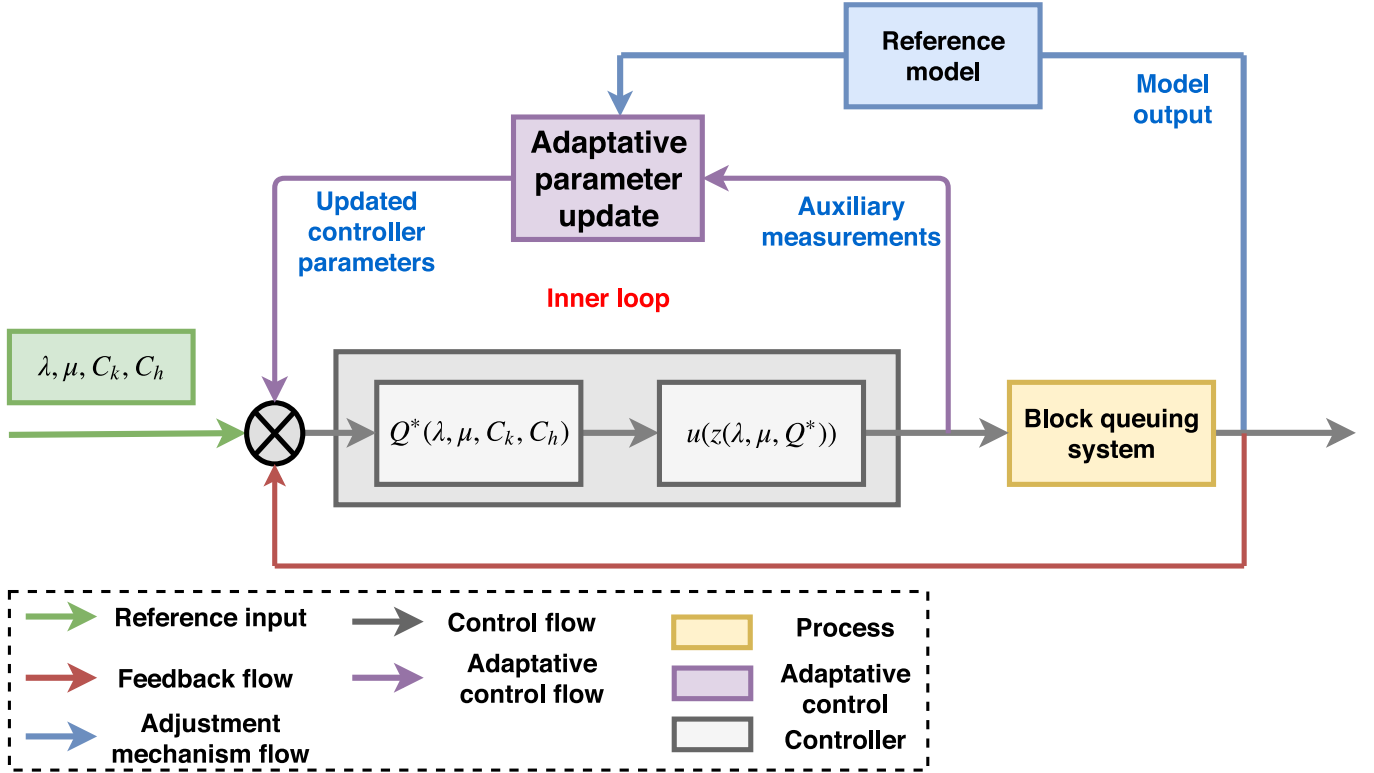 Reference
model
Model
output
Adaptative
parameter
update
Updated
controller
parameters
Auxiliary
measurements
Inner loop
λ, μ, C_k, C_h
Q*(λ, μ, C_k, C_h)
u(z(λ, μ, Q*))
Block queuing
system
Reference input
Control flow
Process
Feedback flow
Adaptative
control flow
Adaptative
control
Adjustment
mechanism flow
Controller